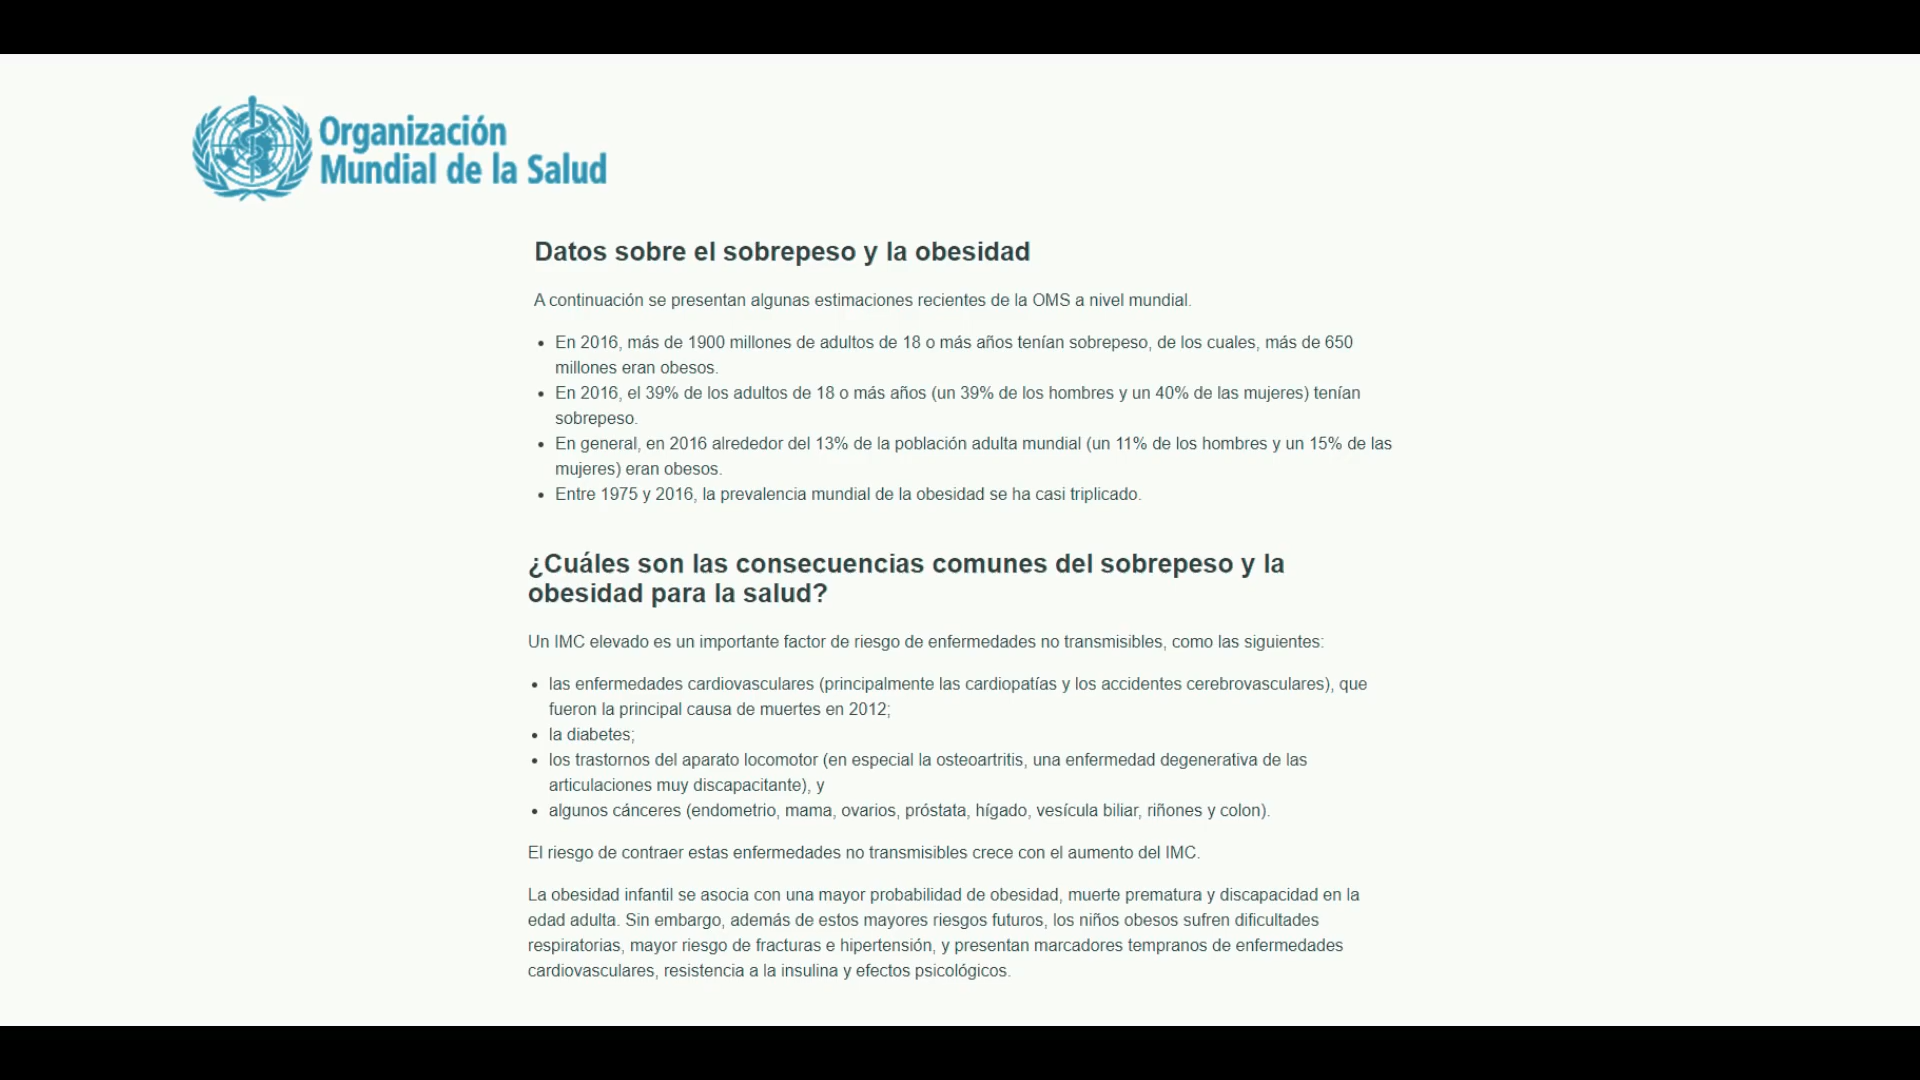 Organización
Mundial de la Salud
Datos sobre el sobrepeso y la obesidad
A continuación se presentan algunas estimaciones recientes de la OMS a nivel mundial.
• En 2016, más de 1900 millones de adultos de 18 o más años tenían sobrepeso, de los cuales, más de 650
millones eran obesos.
• En 2016, el 39% de los adultos de 18 o más años (un 39% de los hombres y un 40% de las mujeres) tenían
sobrepeso.
• En general, en 2016 alrededor del 13% de la población adulta mundial (un 11% de los hombres y un 15% de las
mujeres) eran obesos.
• Entre 1975 y 2016, la prevalencia mundial de la obesidad se ha casi triplicado.
¿Cuáles son las consecuencias comunes del sobrepeso y la
obesidad para la salud?
Un IMC elevado es un importante factor de riesgo de enfermedades no transmisibles, como las siguientes:
• las enfermedades cardiovasculares (principalmente las cardiopatías y los accidentes cerebrovasculares), que
fueron la principal causa de muertes en 2012;
• la diabetes;
• los trastornos del aparato locomotor (en especial la osteoartritis, una enfermedad degenerativa de las
articulaciones muy discapacitante), y
• algunos cánceres (endometrio, mama, ovarios, próstata, hígado, vesícula biliar, riñones y colon).
El riesgo de contraer estas enfermedades no transmisibles crece con el aumento del IMC.
La obesidad infantil se asocia con una mayor probabilidad de obesidad, muerte prematura y discapacidad en la
edad adulta. Sin embargo, además de estos mayores riesgos futuros, los niños obesos sufren dificultades
respiratorias, mayor riesgo de fracturas e hipertensión, y presentan marcadores tempranos de enfermedades
cardiovasculares, resistencia a la insulina y efectos psicológicos.